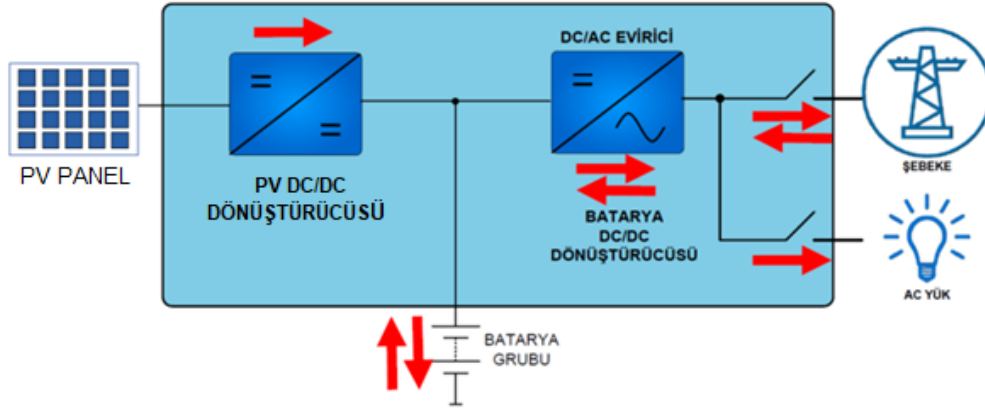 DC/AC EVİRİCİ
PV PANEL
PV DC/DC
DÖNÜŞTÜRÜCÜSÜ
BATARYA
DC/DC
DÖNÜŞTÜRÜCÜSÜ
ŞEBEKE
AC YÜK
BATARYA
GRUBU